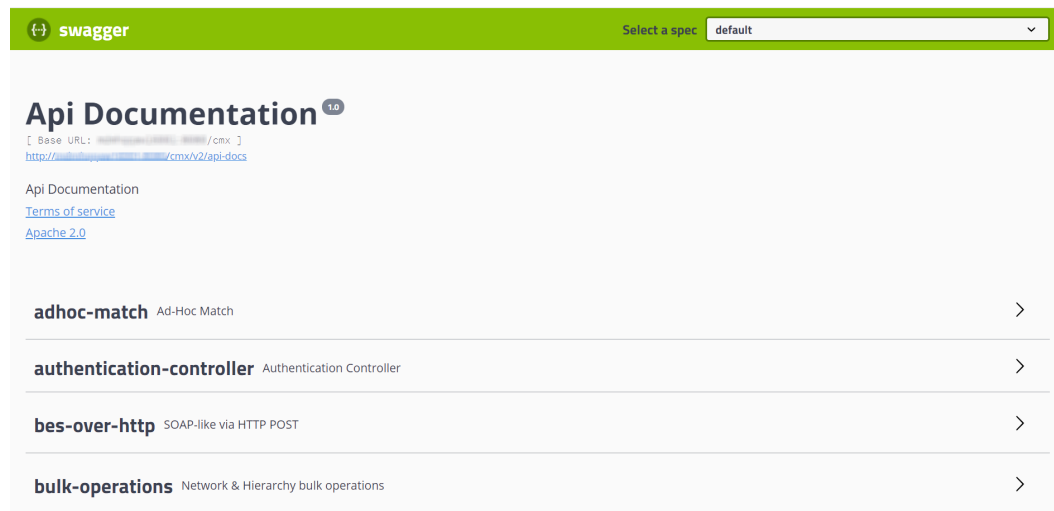 {···} swagger
Select a spec default
Api Documentation 1.0
[ Base URL: /cmx ]
http:// /cmx/v2/api-docs
Api Documentation
Terms of service
Apache 2.0
adhoc-match Ad-Hoc Match
authentication-controller Authentication Controller
bes-over-http SOAP-like via HTTP POST
bulk-operations Network & Hierarchy bulk operations